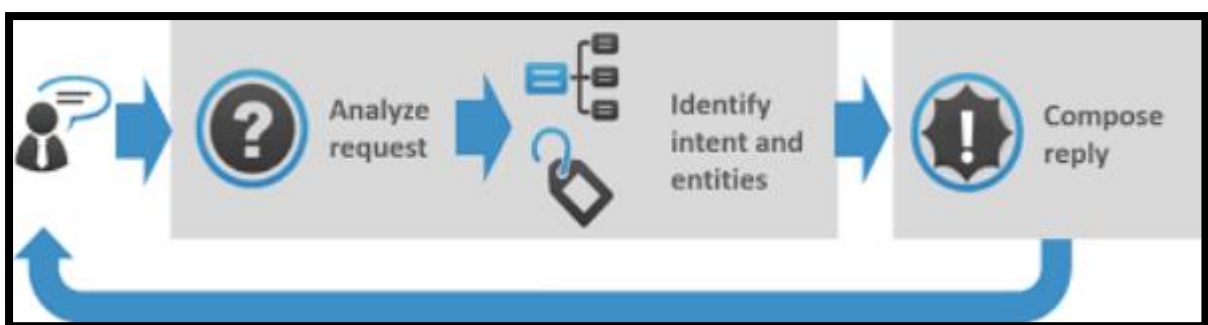 Analyze
request
Identify
intent and
entities
Compose
reply